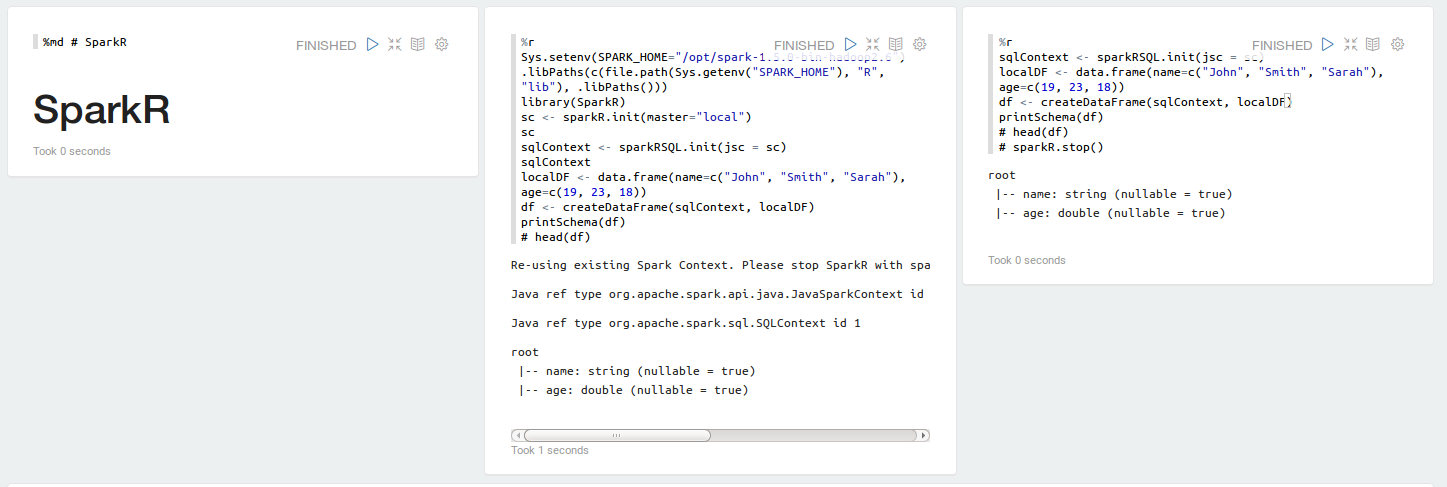 %md # SparkR
FINISHED
SparkR
Took 0 seconds
%r
FINISHED
Sys.setenv(SPARK_HOME="/opt/spark-1.5.0-bin-hadoop2.6")
.libPaths(c(file.path(Sys.getenv("SPARK_HOME"), "R",
"lib"), .libPaths()))
library(SparkR)
sc <- sparkR.init(master="local")
sc
sqlContext <- sparkRSQL.init(jsc = sc)
sqlContext
localDF <- data.frame(name=c("John", "Smith", "Sarah"),
age=c(19, 23, 18))
df <- createDataFrame(sqlContext, localDF)
printSchema(df)
# head(df)
Re-using existing Spark Context. Please stop SparkR with spa
Java ref type org.apache.spark.api.java.JavaSparkContext id
Java ref type org.apache.spark.sql.SQLContext id 1
root
|-- name: string (nullable = true)
|-- age: double (nullable = true)
Took 1 seconds
%r
FINISHED
sqlContext <- sparkRSQL.init(jsc = sc)
localDF <- data.frame(name=c("John", "Smith", "Sarah"),
age=c(19, 23, 18))
df <- createDataFrame(sqlContext, localDF)
printSchema(df)
# head(df)
# sparkR.stop()
root
|-- name: string (nullable = true)
|-- age: double (nullable = true)
Took 0 seconds